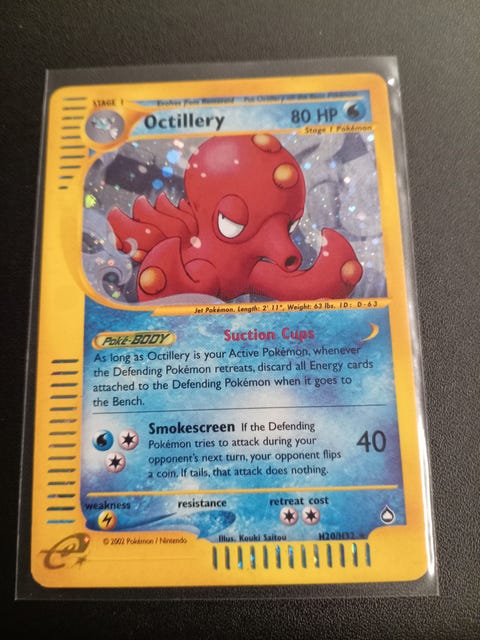 STAGE 1
Evolves from Remoraid Put Octillery on the Basic Pokémon
Octillery 80 HP
Stage 1 Pokémon
Jet Pokémon. Length: 2' 11", Weight: 63 lbs. ID: D-63
Poké-BODY Suction Cups
As long as Octillery is your Active Pokémon, whenever
the Defending Pokémon retreats, discard all Energy cards
attached to the Defending Pokémon when it goes to
the Bench.
Smokescreen If the Defending
Pokémon tries to attack during your
opponent's next turn, your opponent flips
a coin. If tails, that attack does nothing.
40
weakness resistance retreat cost
e
© 2002 Pokémon / Nintendo Illus. Kouki Saitou H20/H32